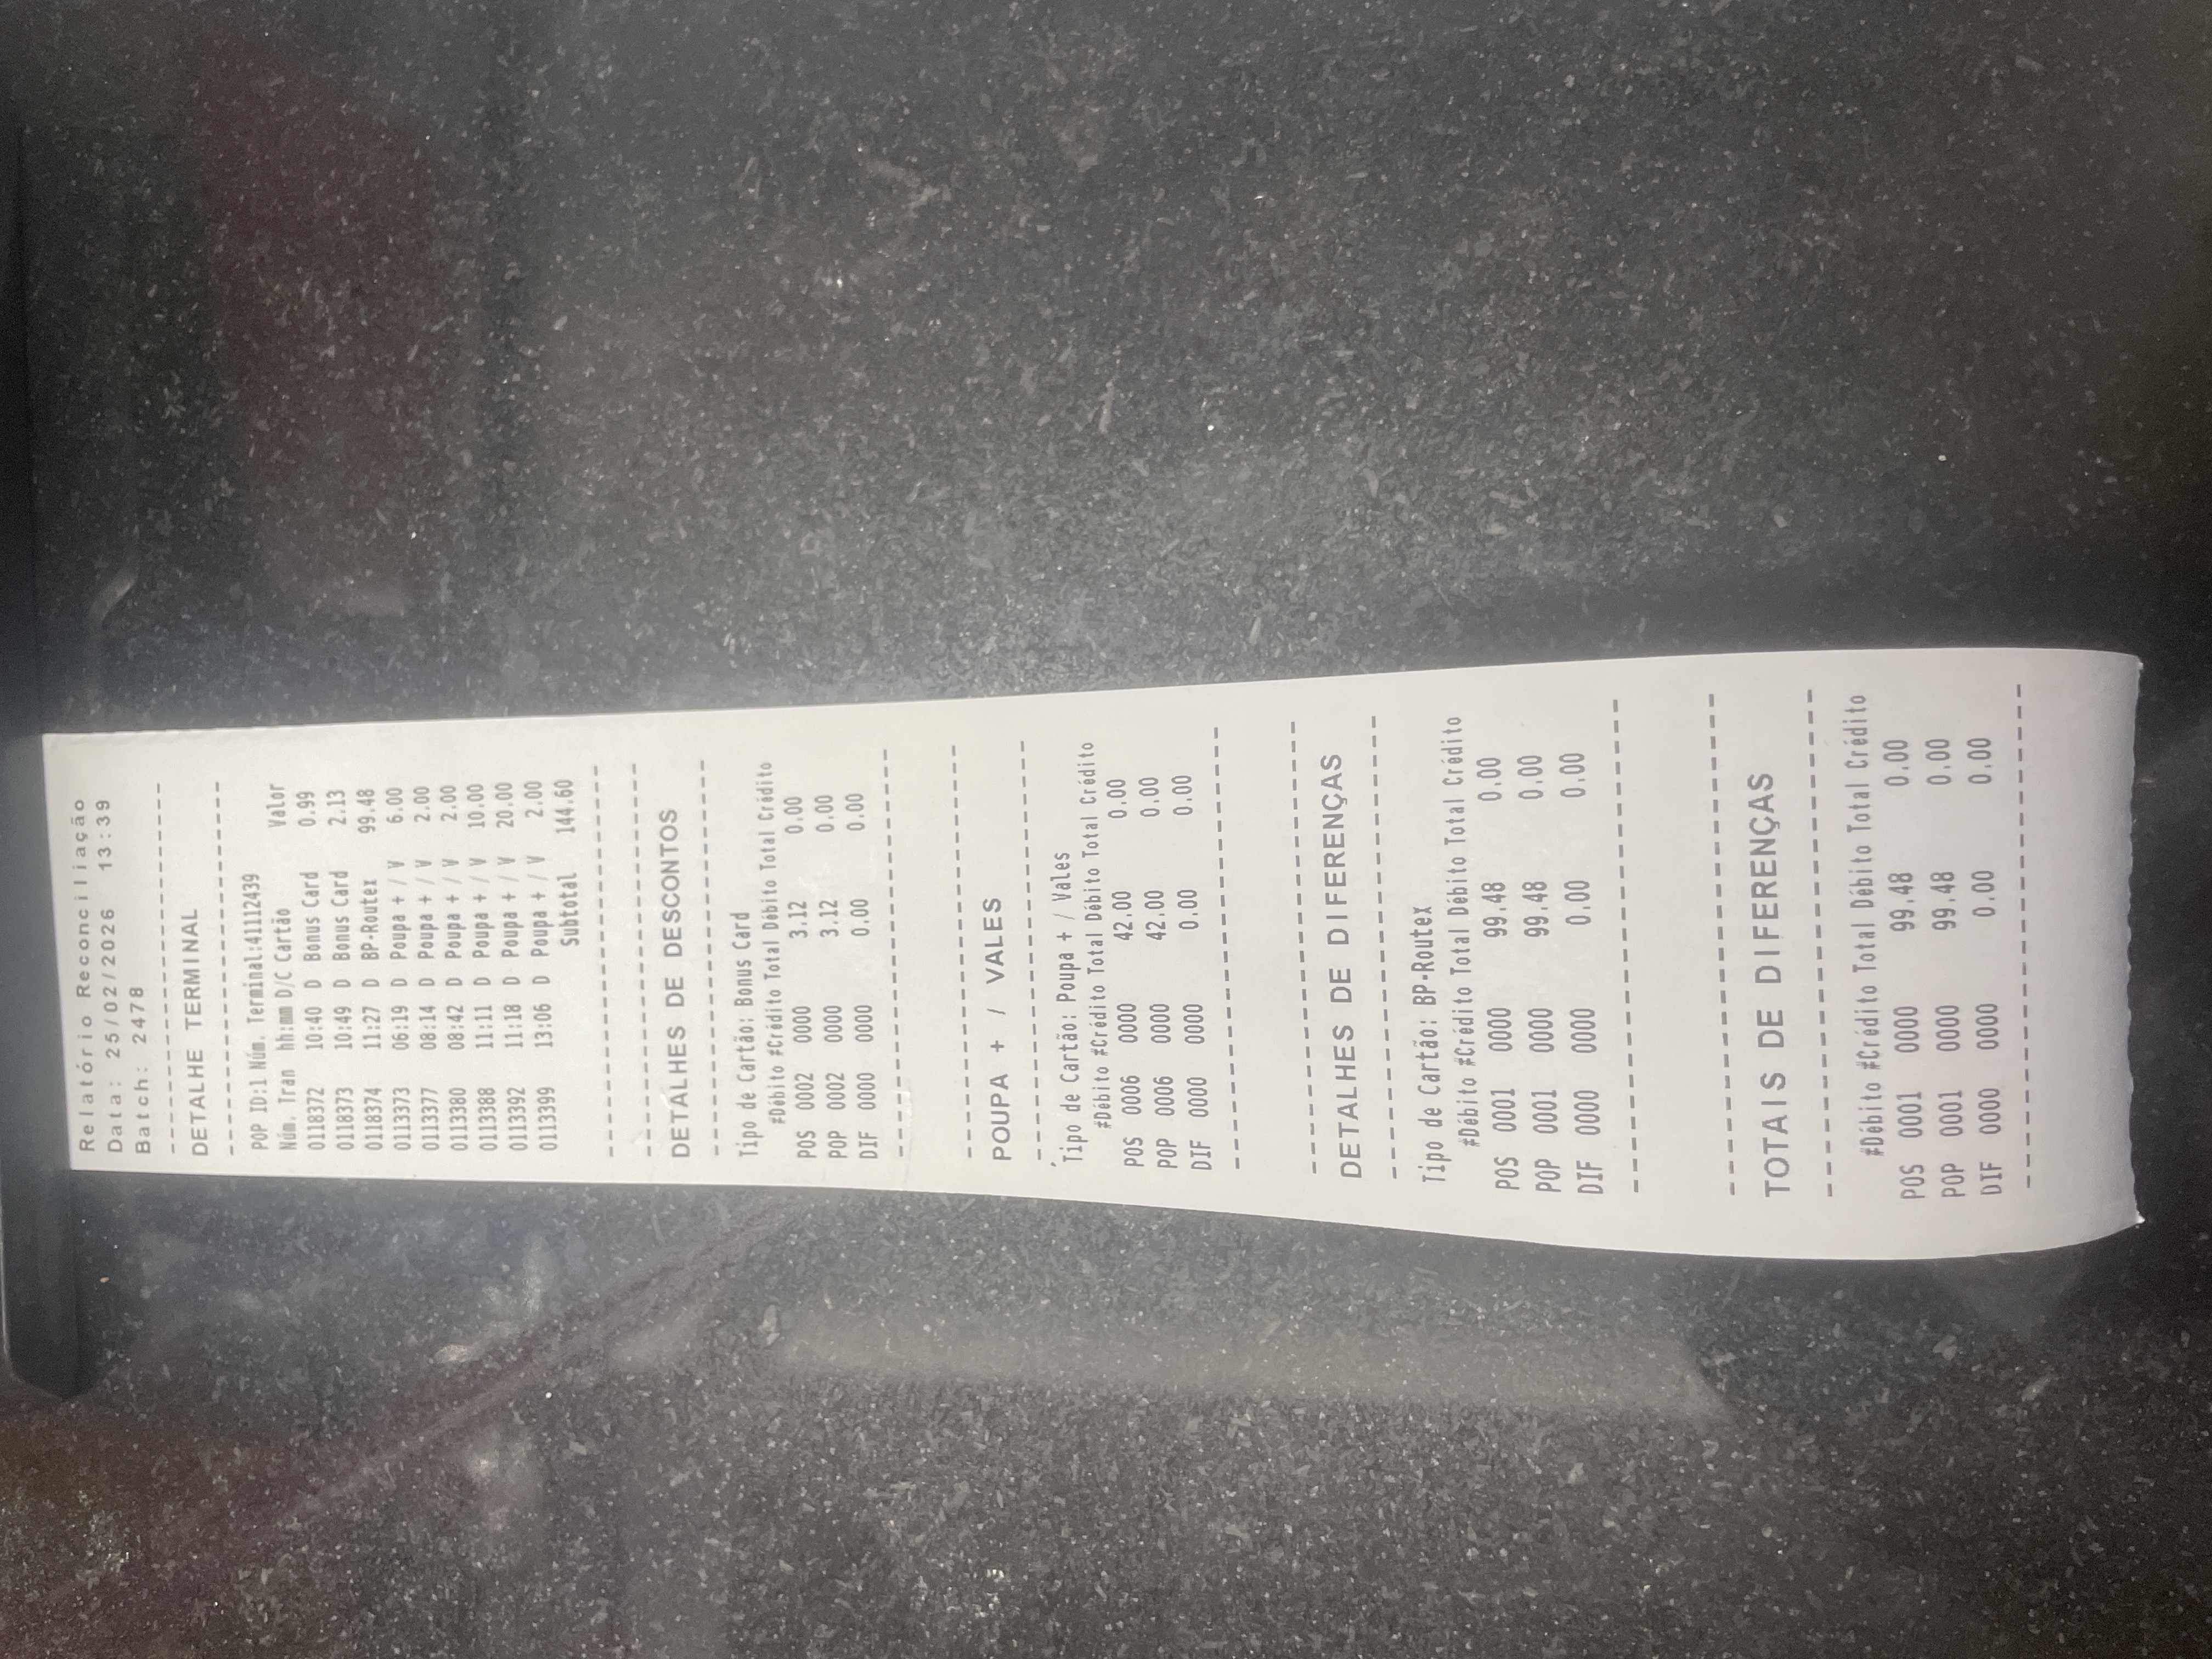 Relatório Reconciliação
Data: 25/02/2026 13:39
Batch: 2478
--------------------------------
DETALHE TERMINAL
--------------------------------
POP ID:1 Núm. Terminal:41112439
Núm. Tran hh:mm D/C Cartão Valor
0118372 10:40 D Bonus Card 0.99
0118373 10:49 D Bonus Card 2.13
0118374 11:27 D BP-Routex 99.48
0113373 06:19 D Poupa + / V 6.00
0113377 08:14 D Poupa + / V 2.00
0113380 08:42 D Poupa + / V 2.00
0113388 11:11 D Poupa + / V 10.00
0113392 11:18 D Poupa + / V 20.00
0113399 13:06 D Poupa + / V 2.00
Subtotal 144.60
--------------------------------
--------------------------------
DETALHES DE DESCONTOS
--------------------------------
Tipo de Cartão: Bonus Card
#Débito #Crédito Total Débito Total Crédito
POS 0002 0000 3.12 0.00
POP 0002 0000 3.12 0.00
DIF 0000 0000 0.00 0.00
--------------------------------
--------------------------------
POUPA + / VALES
--------------------------------
Tipo de Cartão: Poupa + / Vales
#Débito #Crédito Total Débito Total Crédito
POS 0006 0000 42.00 0.00
POP 0006 0000 42.00 0.00
DIF 0000 0000 0.00 0.00
--------------------------------
--------------------------------
DETALHES DE DIFERENÇAS
--------------------------------
Tipo de Cartão: BP-Routex
#Débito #Crédito Total Débito Total Crédito
POS 0001 0000 99.48 0.00
POP 0001 0000 99.48 0.00
DIF 0000 0000 0.00 0.00
--------------------------------
--------------------------------
TOTAIS DE DIFERENÇAS
--------------------------------
#Débito #Crédito Total Débito Total Crédito
POS 0001 0000 99.48 0.00
POP 0001 0000 99.48 0.00
DIF 0000 0000 0.00 0.00
--------------------------------